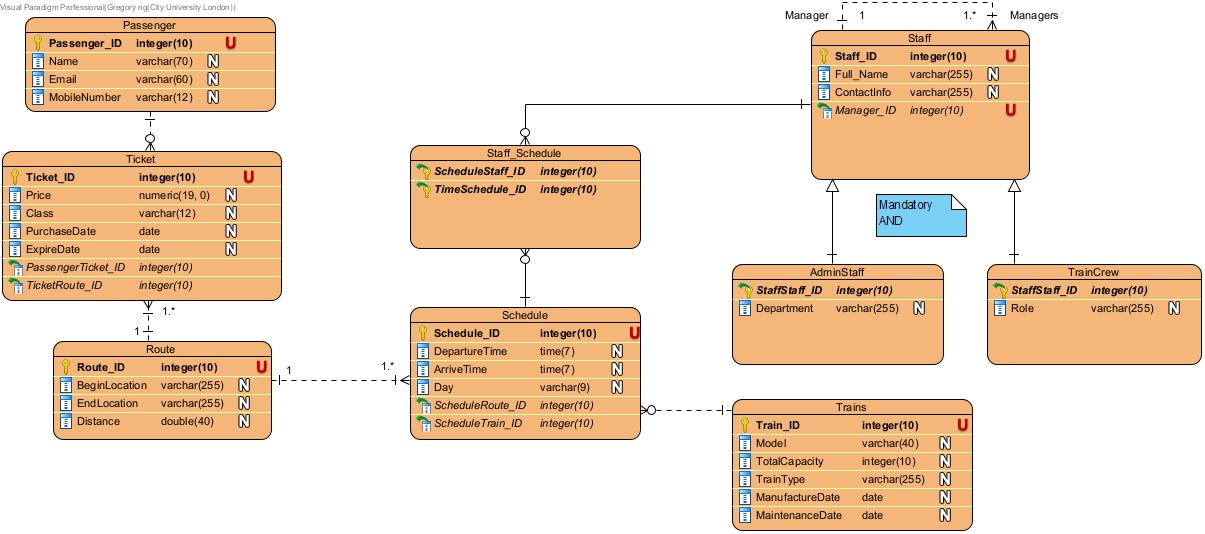 Visual Paradigm Professional(Gregory ng(City University London))
Passenger
Passenger_ID integer(10) U
Name varchar(70) N
Email varchar(60) N
MobileNumber varchar(12) N
Ticket
Ticket_ID integer(10) U
Price numeric(19, 0) N
Class varchar(12) N
PurchaseDate date N
ExpireDate date N
PassengerTicket_ID integer(10)
TicketRoute_ID integer(10)
1.*
1
Route
Route_ID integer(10) U
BeginLocation varchar(255) N
EndLocation varchar(255) N
Distance double(40) N
1
1.*
Staff_Schedule
ScheduleStaff_ID integer(10)
TimeSchedule_ID integer(10)
Schedule
Schedule_ID integer(10) U
DepartureTime time(7) N
ArriveTime time(7) N
Day varchar(9) N
ScheduleRoute_ID integer(10)
ScheduleTrain_ID integer(10)
Manager 1 1.* Managers
Staff
Staff_ID integer(10) U
Full_Name varchar(255) N
ContactInfo varchar(255) N
Manager_ID integer(10) U
Mandatory
AND
AdminStaff
StaffStaff_ID integer(10)
Department varchar(255) N
TrainCrew
StaffStaff_ID integer(10)
Role varchar(255) N
Trains
Train_ID integer(10) U
Model varchar(40) N
TotalCapacity integer(10) N
TrainType varchar(255) N
ManufactureDate date N
MaintenanceDate date N